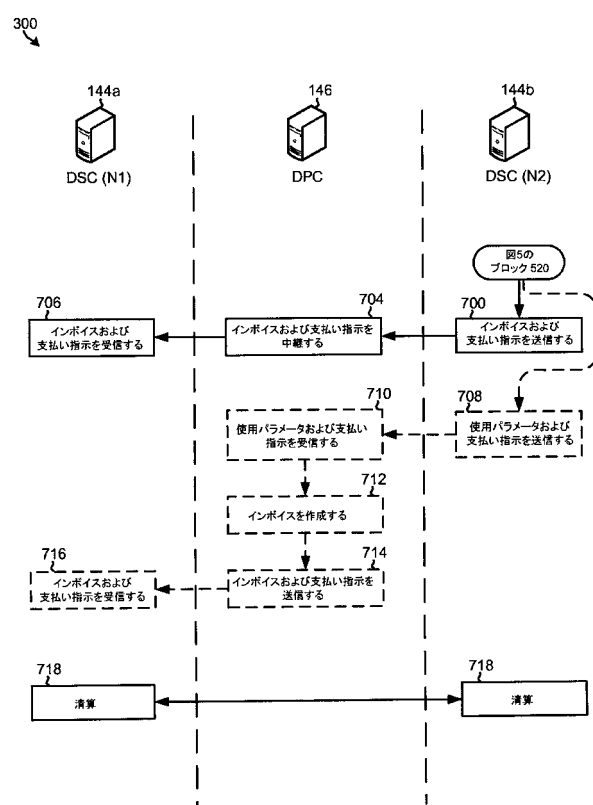 300
144a
146
144b
DSC (N1)
DPC
DSC (N2)
図5の
ブロック 520
706
インボイスおよび
支払い指示を受信する
704
インボイスおよび支払い指示を
中継する
700
インボイスおよび
支払い指示を送信する
710
使用パラメータおよび支払い
指示を受信する
708
使用パラメータおよび
支払い指示を送信する
712
インボイスを作成する
716
インボイスおよび
支払い指示を受信する
714
インボイスおよび支払い指示を
送信する
718
清算
718
清算